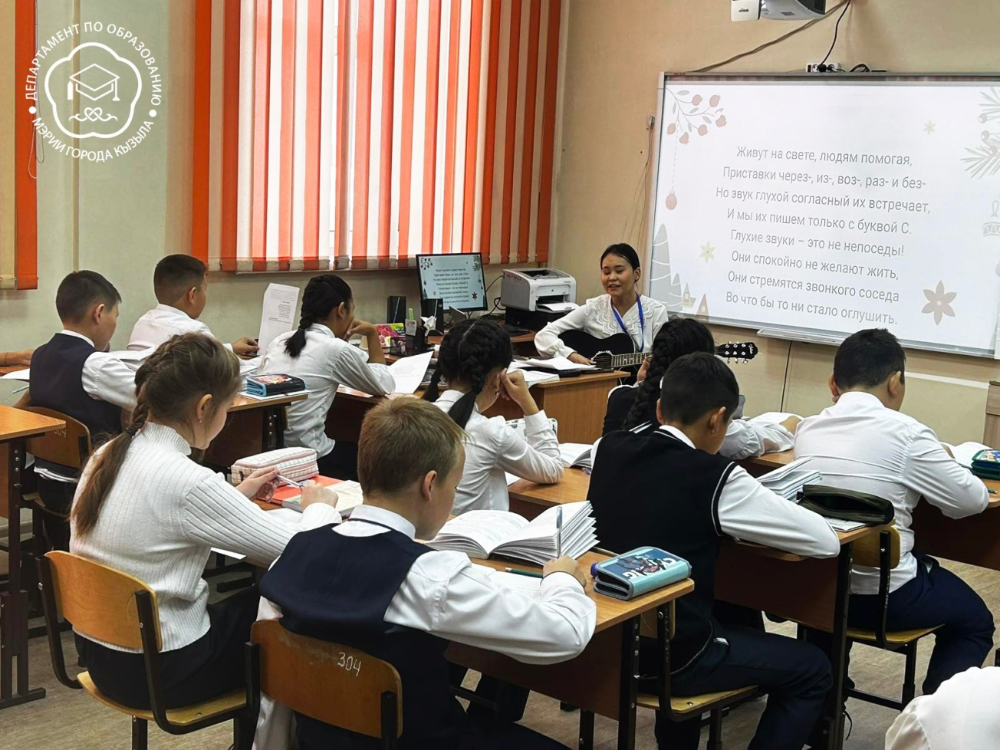 ДЕПАРТАМЕНТ ПО ОБРАЗОВАНИЮ
МЭРИИ ГОРОДА КЫЗЫЛА
Живут на свете, людям помогая,
Приставки через-, из-, воз-, раз- и без-
Но звук глухой согласный их встречает,
И мы их пишем только с буквой С.
Глухие звуки – это не непоседы!
Они спокойно не желают жить,
Они стремятся звонкого соседа
Во что бы то ни стало оглушить.
304
304